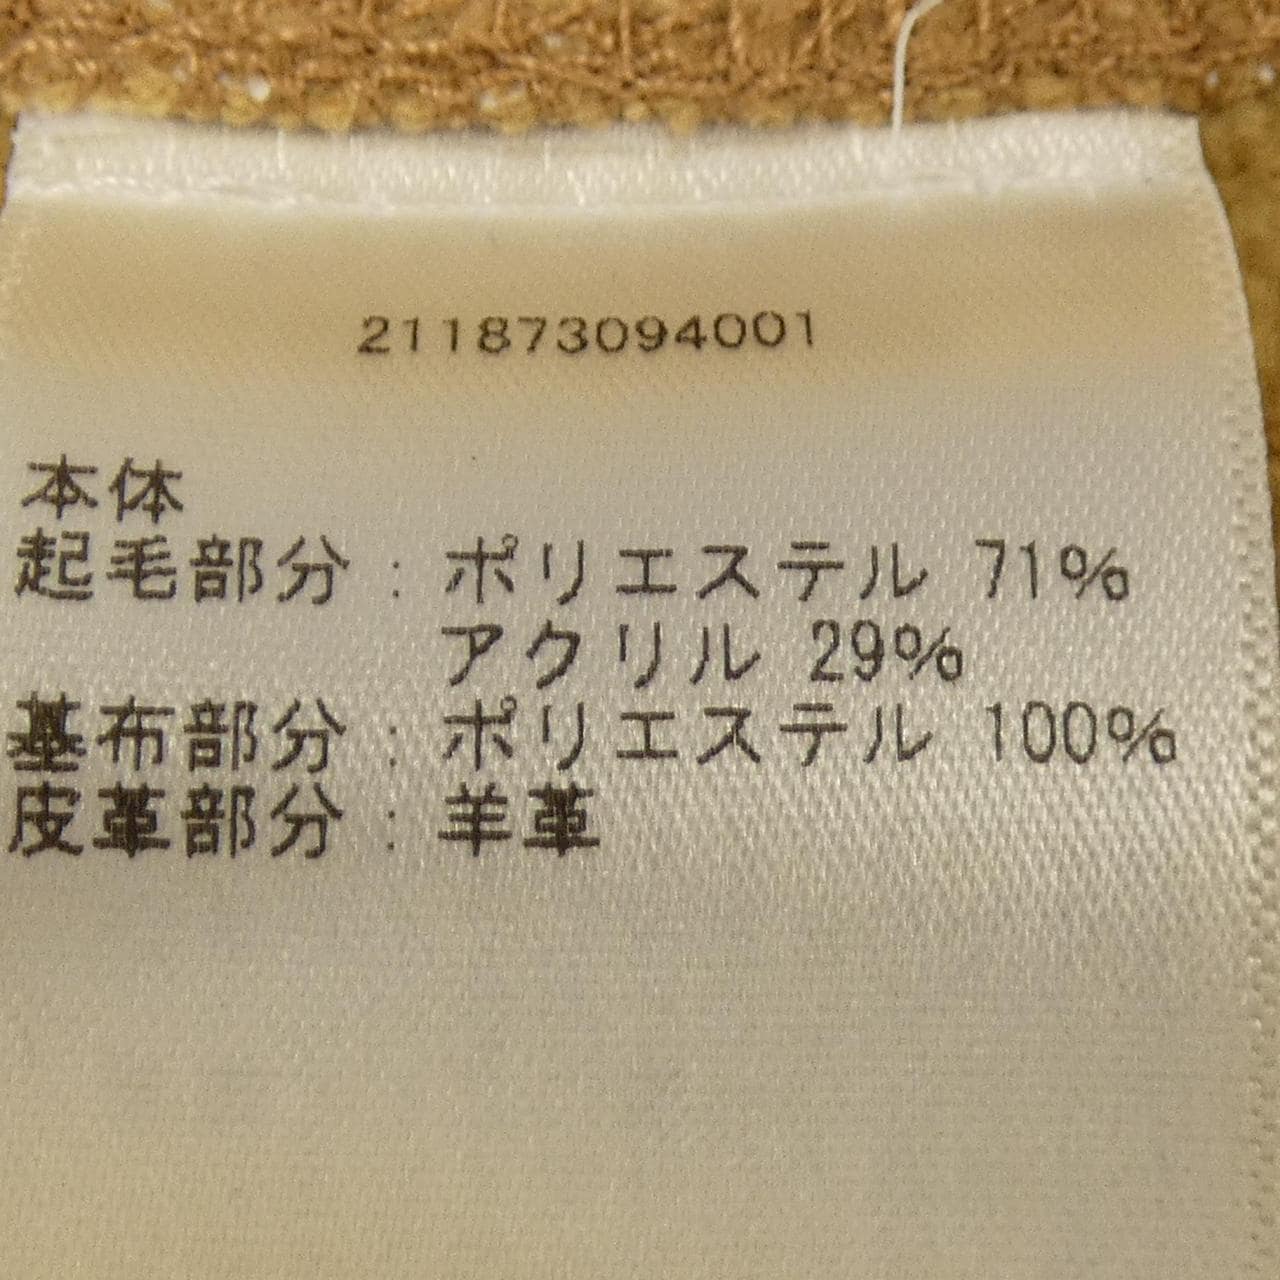 211873094001
本体
起毛部分 : ポリエステル 71%
アクリル 29%
基布部分 : ポリエステル 100%
皮革部分 : 羊革